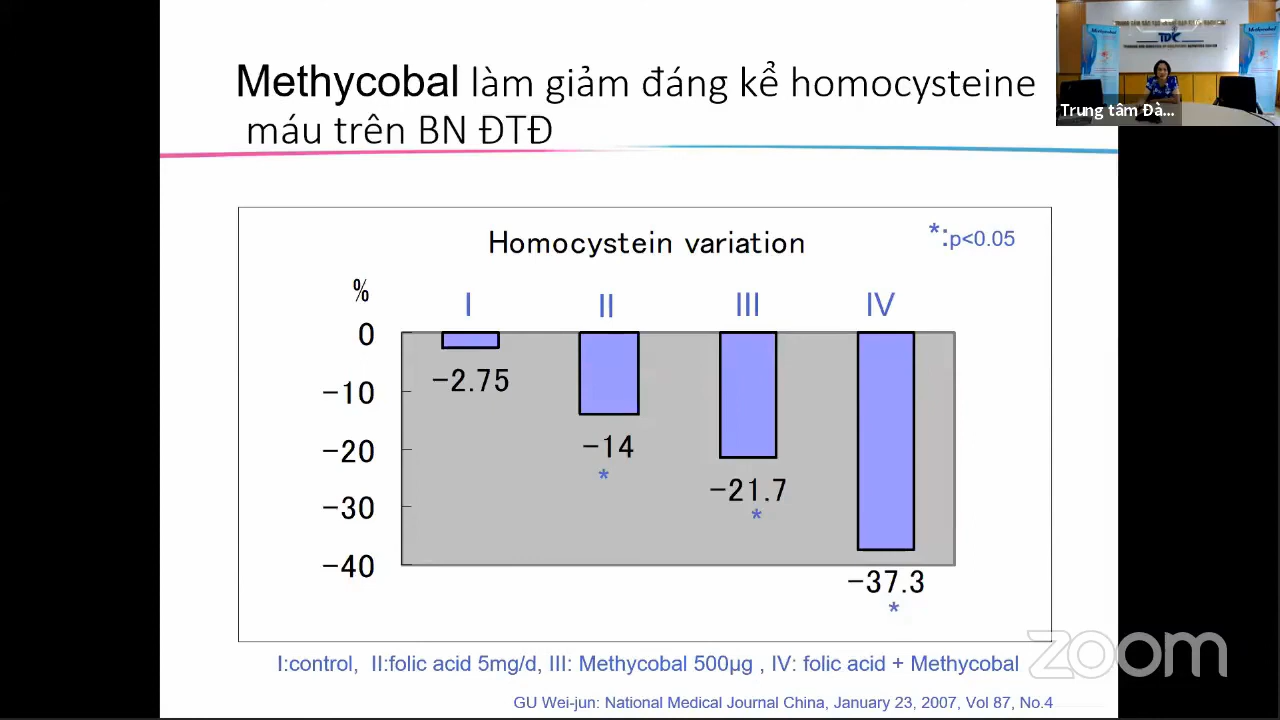 Methycobal làm giảm đáng kể homocysteine
máu trên BN ĐTĐ
Homocystein variation
*:p<0.05
%
I II III IV
0
-2.75
-10
-14
*
-20
-21.7
*
-30
-40
-37.3
*
I:control, II:folic acid 5mg/d, III: Methycobal 500μg , IV: folic acid + Methycobal
GU Wei-jun: National Medical Journal China, January 23, 2007, Vol 87, No.4
TDC
Trung tâm Đà...
zoom